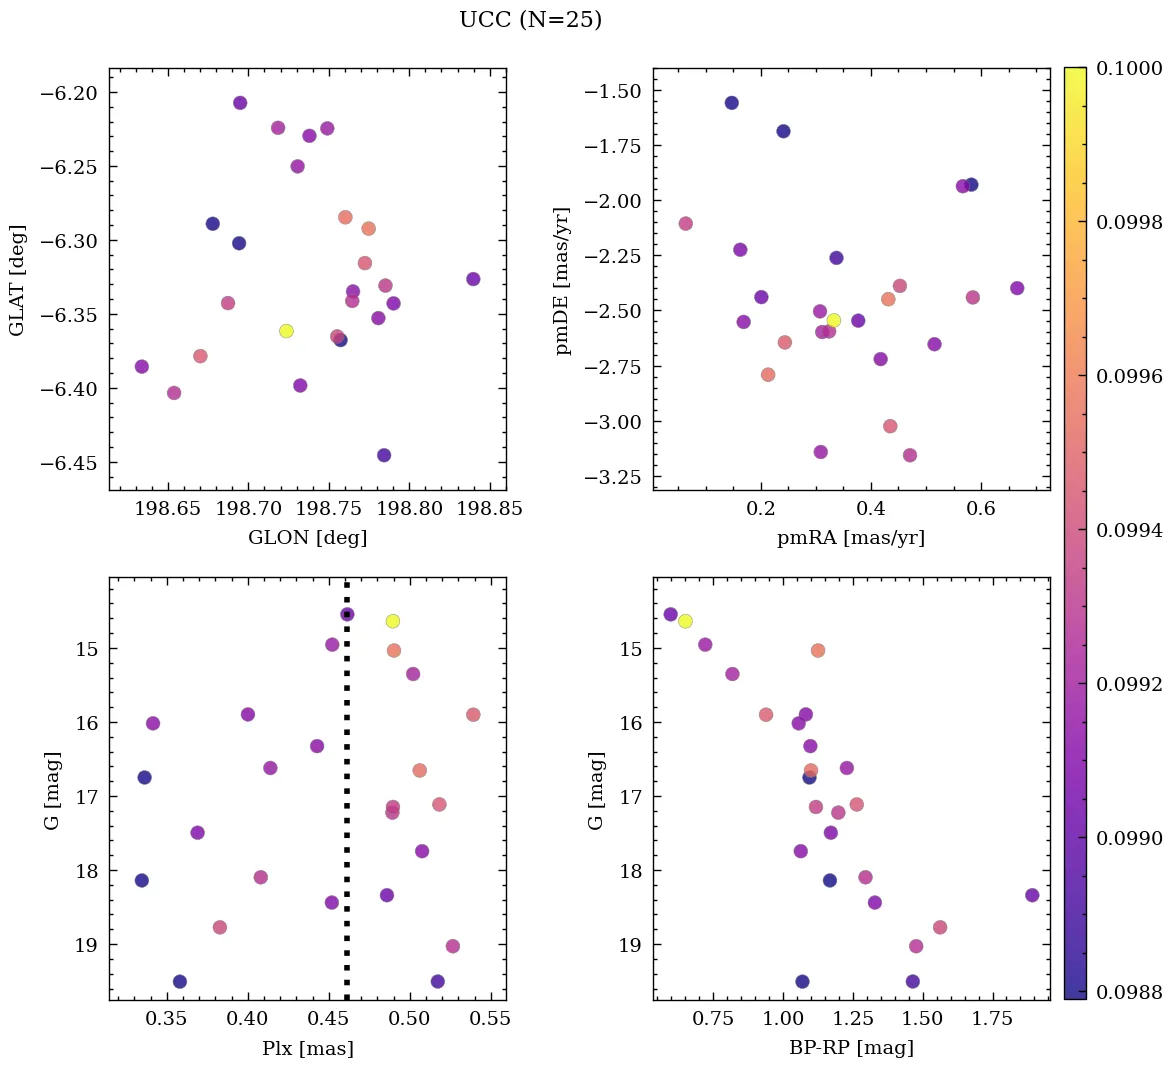 UCC (N=25)
−6.20
−6.25
−6.30
−6.35
−6.40
−6.45
GLAT [deg]
198.65 198.70 198.75 198.80 198.85
GLON [deg]
−1.50
−1.75
−2.00
−2.25
−2.50
−2.75
−3.00
−3.25
pmDE [mas/yr]
0.2 0.4 0.6
pmRA [mas/yr]
15
16
17
18
19
G [mag]
0.35 0.40 0.45 0.50 0.55
Plx [mas]
15
16
17
18
19
G [mag]
0.75 1.00 1.25 1.50 1.75
BP-RP [mag]
0.1000
0.0998
0.0996
0.0994
0.0992
0.0990
0.0988